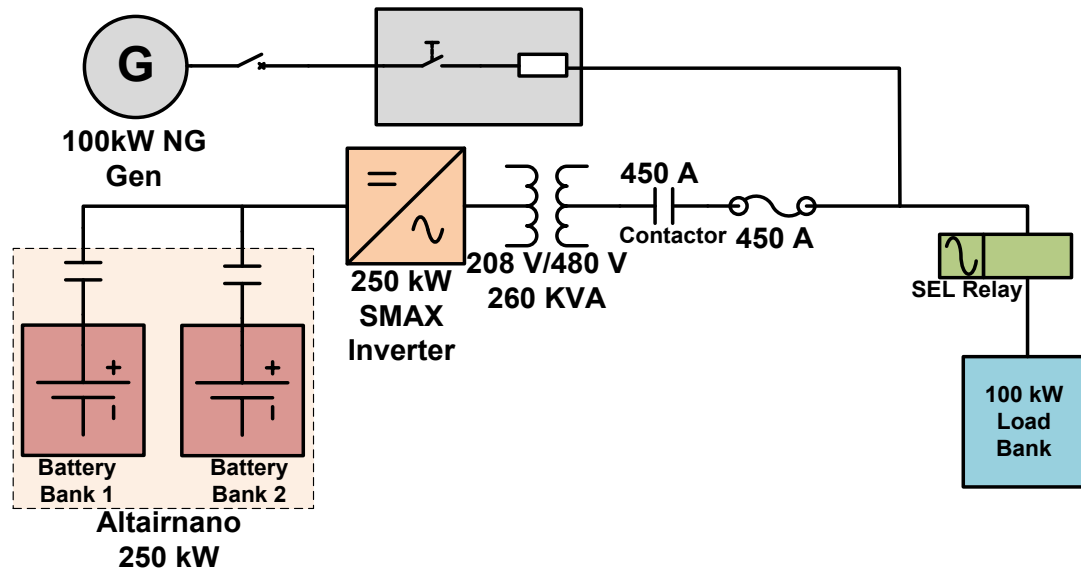 G
100kW NG
Gen
450 A
Contactor
450 A
208 V/480 V
260 KVA
250 kW
SMAX
Inverter
SEL Relay
+
+
Battery
Bank 1
Battery
Bank 2
Altairnano
250 kW
100 kW
Load
Bank